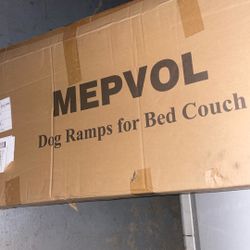 MEPVOL
Dog Ramps for Bed Couch